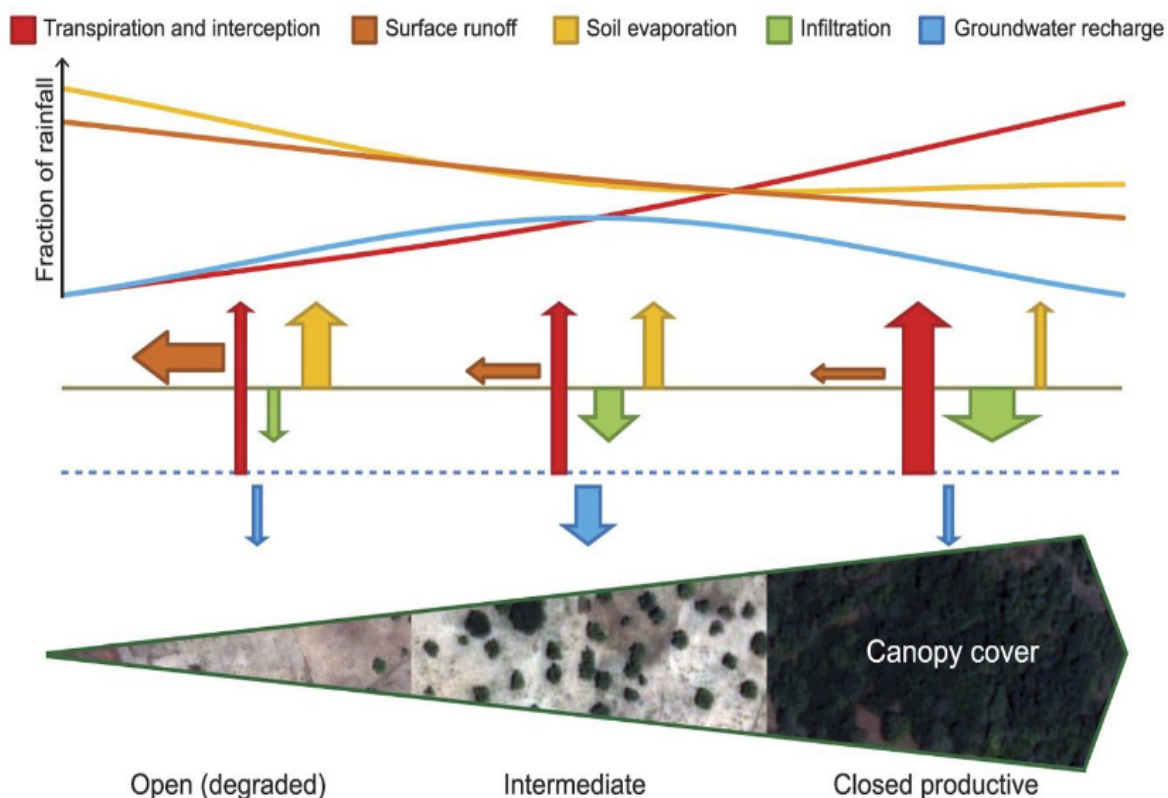 Transpiration and interception Surface runoff Soil evaporation Infiltration Groundwater recharge
Fraction of rainfall
Canopy cover
Open (degraded) Intermediate Closed productive